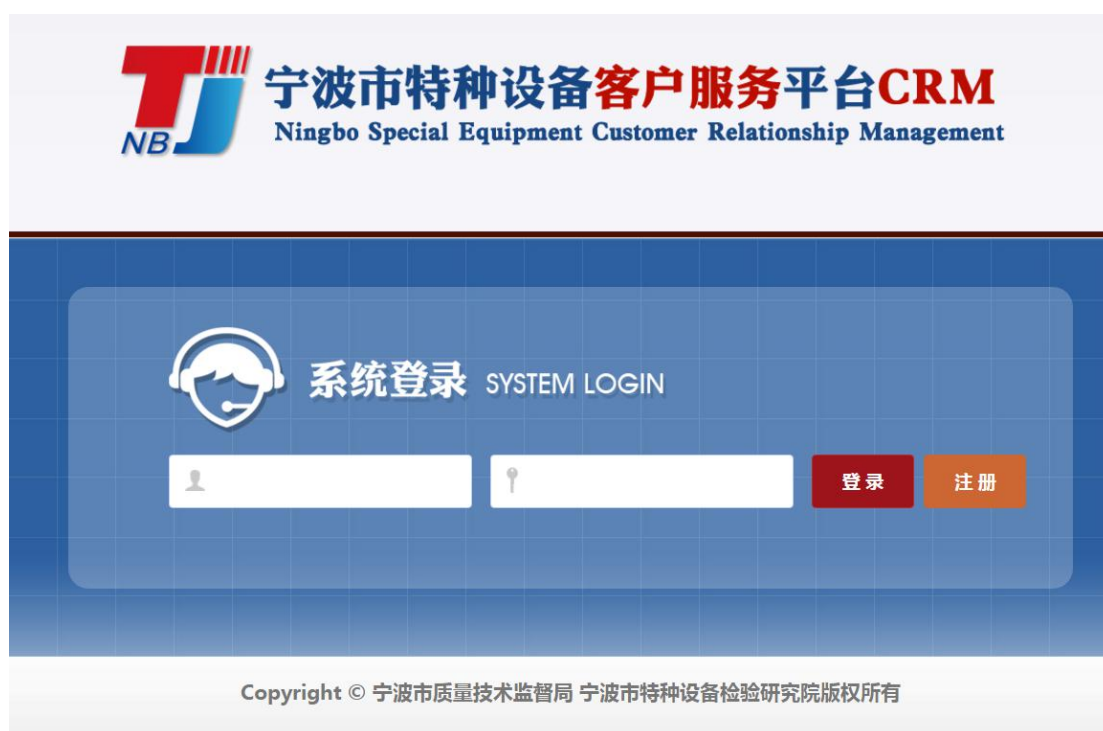 宁波市特种设备客户服务平台CRM
Ningbo Special Equipment Customer Relationship Management
TJ
NB
系统登录 SYSTEM LOGIN
登录 注册
Copyright © 宁波市质量技术监督局 宁波市特种设备检验研究院版权所有